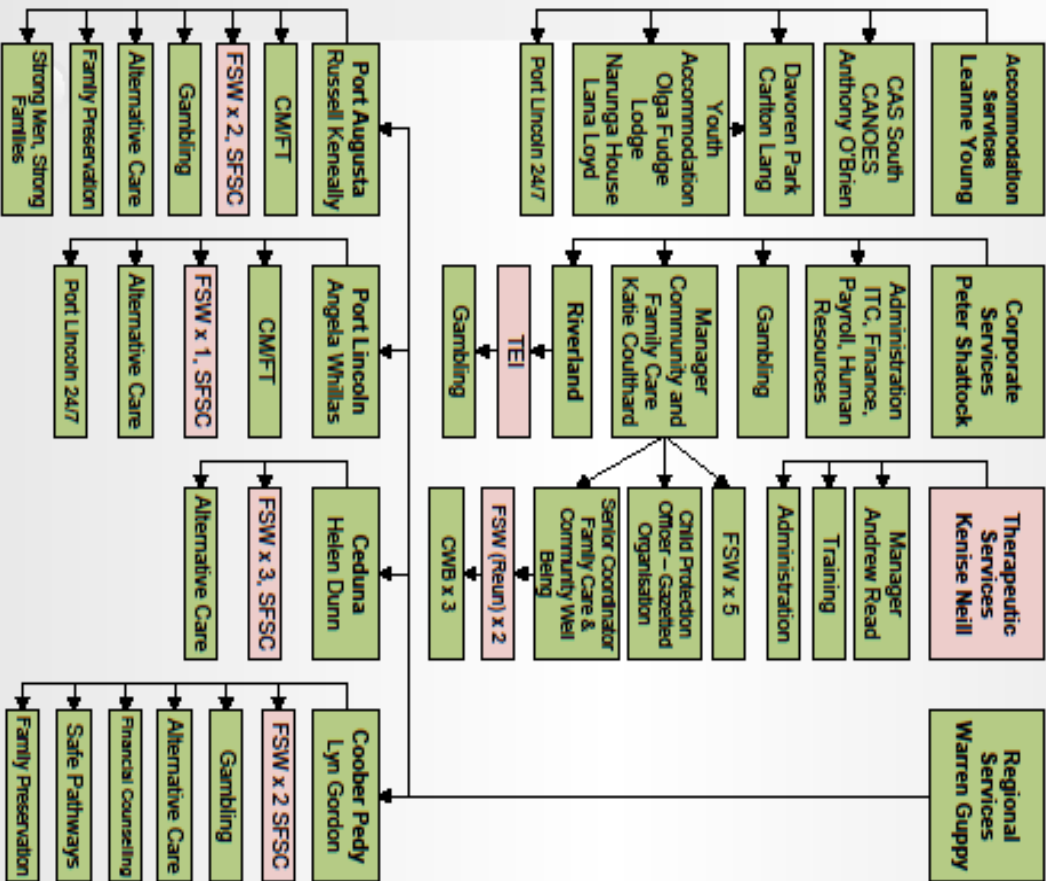 Accommodation
Services
Leanne Young
CAS South
CANOES
Anthony O'Brien
Davoren Park
Carlton Lang
Youth
Accommodation
Olga Fudge
Lodge
Narunga House
Lana Loyd
Port Lincoln 24/7
Corporate
Services
Peter Shattock
Administration
ITC, Finance,
Payroll, Human
Resources
Gambling
Manager
Community and
Family Care
Katie Coulthard
Riverland
TEI
Gambling
Therapeutic
Services
Kenise Neill
Manager
Andrew Read
Training
Administration
FSW x 5
Child Protection
Officer – Gazetted
Organisation
Senior Coordinator
Family Care &
Community Well
Being
FSW (Reun) x 2
CWB x 3
Regional
Services
Warren Guppy
Port Augusta
Russell Keneally
CM/FT
FSW x 2, SFSC
Gambling
Alternative Care
Family Preservation
Strong Men, Strong
Families
Port Lincoln
Angela Whillas
CM/FT
FSW x 1, SFSC
Alternative Care
Port Lincoln 24/7
Ceduna
Helen Dunn
FSW x 3, SFSC
Alternative Care
Coober Pedy
Lyn Gordon
FSW x 2 SFSC
Gambling
Alternative Care
Financial Counselling
Safe Pathways
Family Preservation